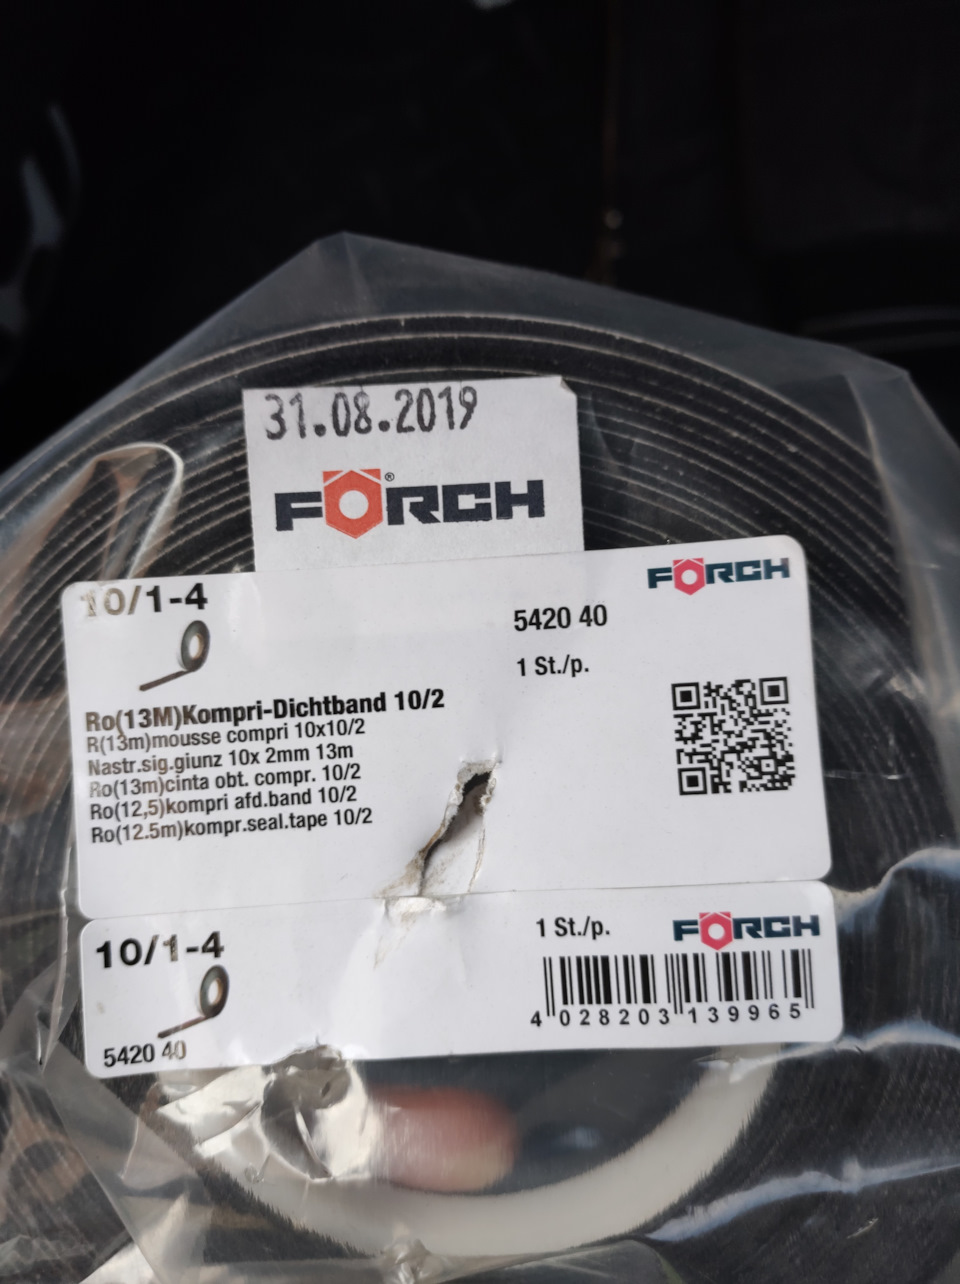 31.08.2019
FÖRCH®
10/1-4
FÖRCH
5420 40
1 St./p.
Ro(13M)Kompri-Dichtband 10/2
R(13m)mousse compri 10x10/2
Nastr.sig.giunz 10x 2mm 13m
Ro(13m)cinta obt. compr. 10/2
Ro(12,5)kompri afd.band 10/2
Ro(12.5m)kompr.seal.tape 10/2
10/1-4
1 St./p.
FÖRCH
5420 40
4 028203 139965